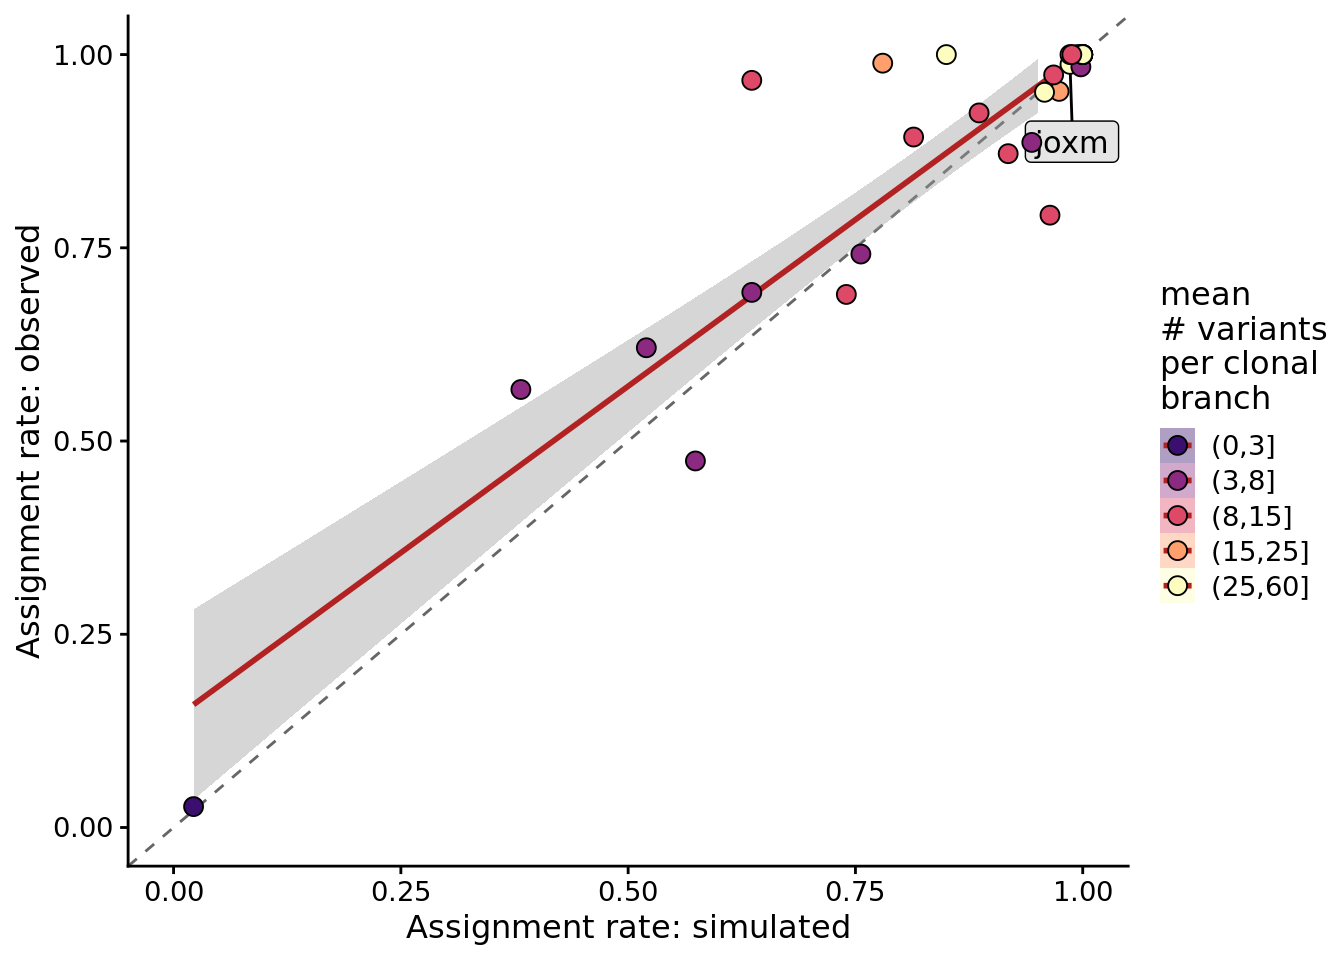 1.00
0.75
0.50
0.25
0.00
Assignment rate: observed
joxm
0.00
0.25
0.50
0.75
1.00
Assignment rate: simulated
mean
# variants
per clonal
branch
(0,3]
(3,8]
(8,15]
(15,25]
(25,60]